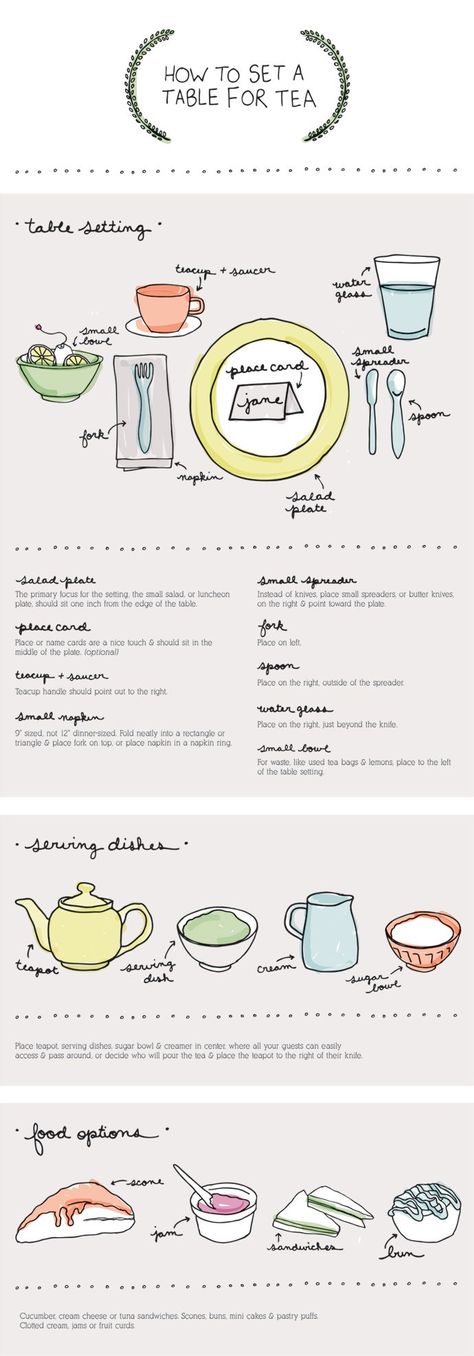 HOW TO SET A
TABLE FOR TEA
· table setting ·
teacup + saucer
water
glass
small
bowl
place card
jane
small
spreader
fork
spoon
napkin
salad
plate
salad plate
The primary focus for the setting, the small salad, or luncheon
plate, should sit one inch from the edge of the table.
place card
Place or name cards are a nice touch & should sit in the
middle of the plate. (optional)
teacup + saucer
Teacup handle should point out to the right.
small napkin
9" sized, not 12" dinner-sized. Fold neatly into a rectangle or
triangle & place fork on top, or place napkin in a napkin ring.
small spreader
Instead of knives, place small spreaders, or butter knives,
on the right & point toward the plate.
fork
Place on left.
spoon
Place on the right, outside of the spreader.
water glass
Place on the right, just beyond the knife.
small bowl
For waste, like used tea bags & lemons, place to the left
of the table setting.
· serving dishes ·
teapot
serving
dish
cream
sugar
bowl
Place teapot, serving dishes, sugar bowl & creamer in center, where all your guests can easily
access & pass around, or decide who will pour the tea & place the teapot to the right of their knife.
· food options ·
scone
jam
sandwiches
bun
Cucumber, cream cheese or tuna sandwiches. Scones, buns, mini cakes & pastry puffs.
Clotted cream, jams or fruit curds.